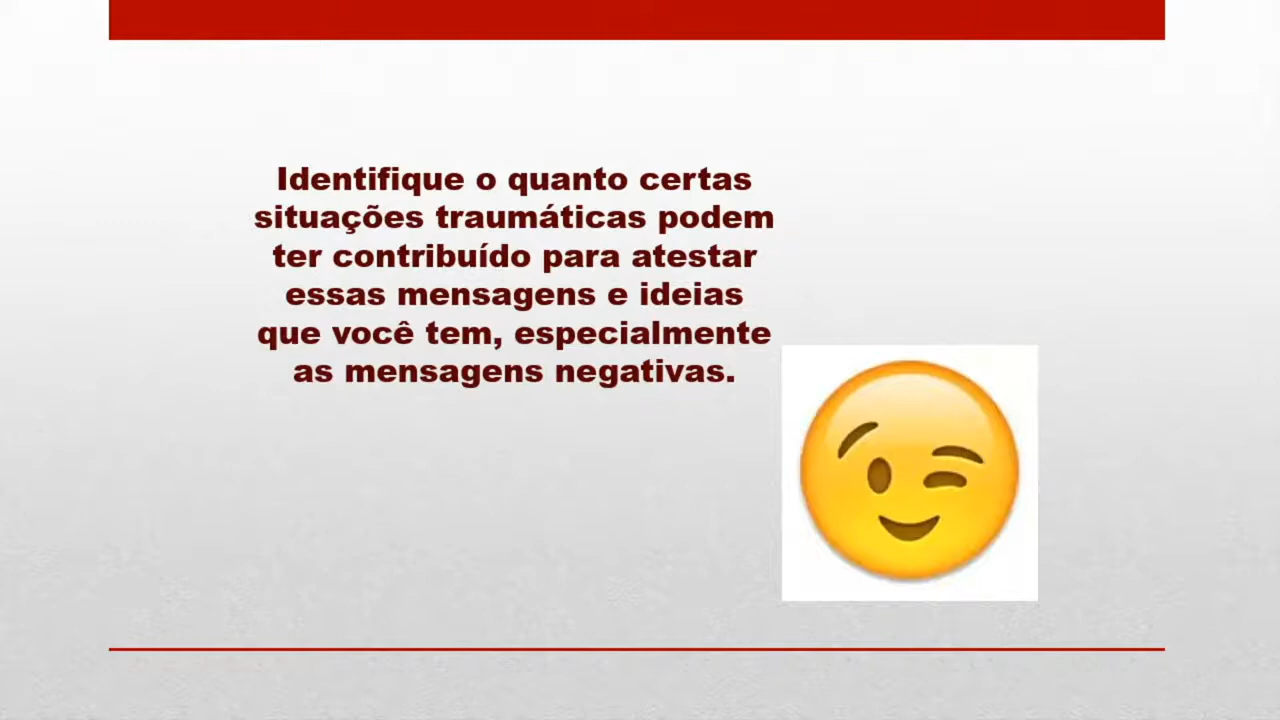 Identifique o quanto certas
situações traumáticas podem
ter contribuído para atestar
essas mensagens e ideias
que você tem, especialmente
as mensagens negativas.